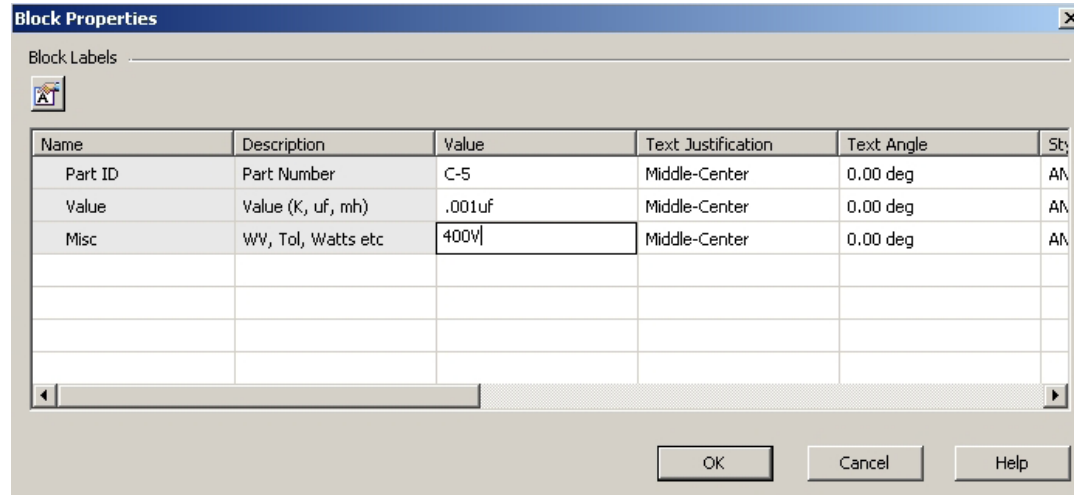 Block Properties
Block Labels
A
Name Description Value Text Justification Text Angle
Part ID Part Number C-5 Middle-Center 0.00 deg
Value Value (K, uf, mh) .001uf Middle-Center 0.00 deg
Misc WV, Tol, Watts etc 400V Middle-Center 0.00 deg
OK Cancel Help